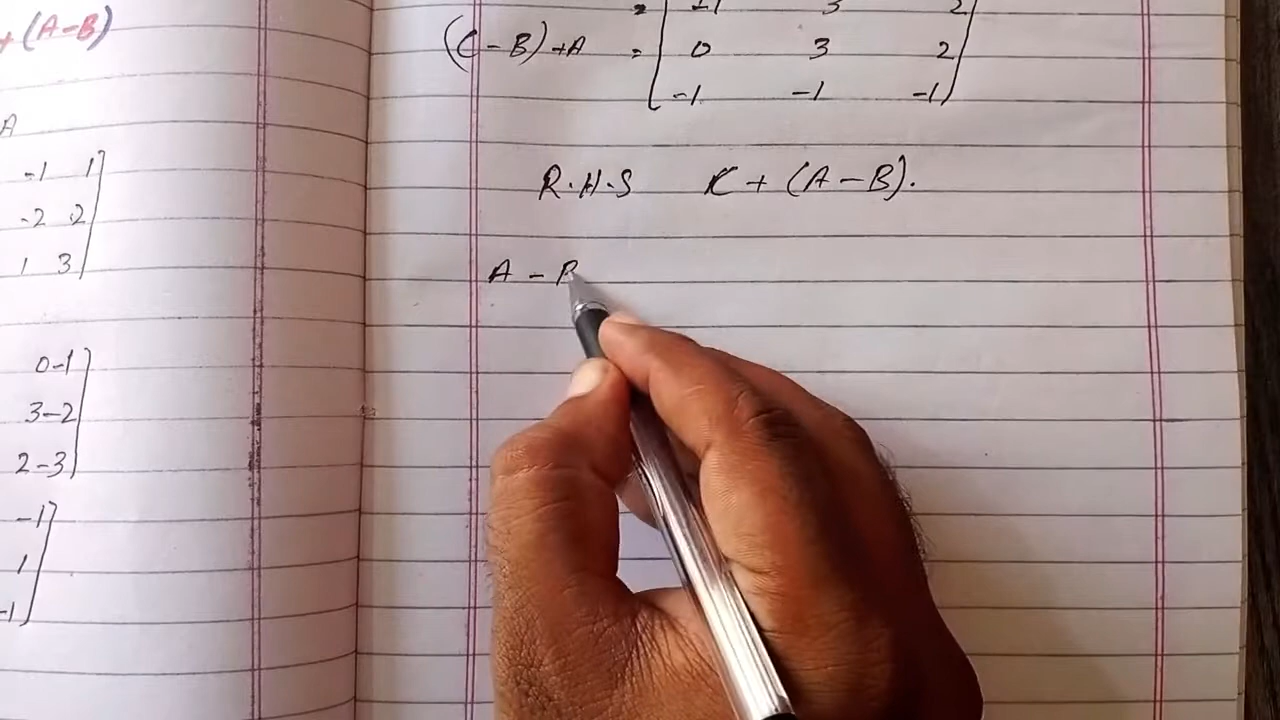 + (A-B)
A
-1 1
-2 2
1 3
0-1
3-2
2-3
-1
1
-1
= 3 2
(C-B)+A = 0 3 2
-1 -1 -1
R.H.S C + (A-B).
A - B